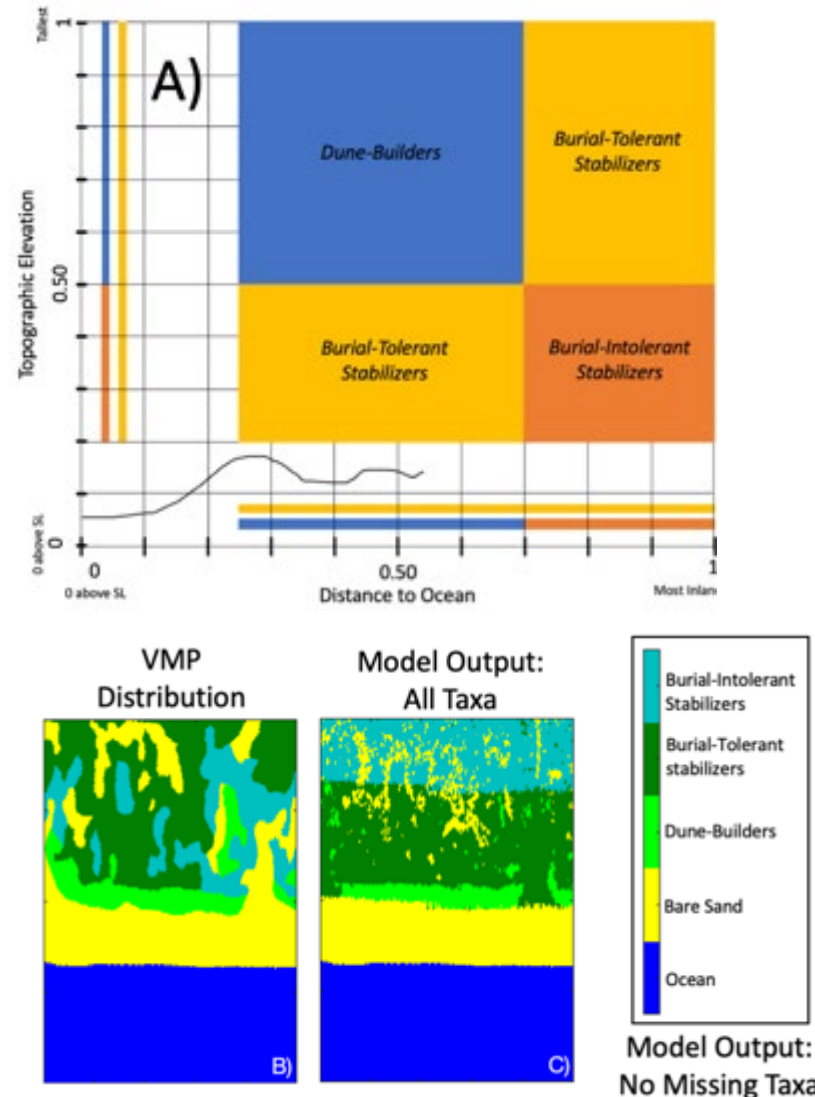 Tallest
1
A)
Dune-Builders
Burial-Tolerant
Stabilizers
Topographic Elevation
0.50
Burial-Tolerant
Stabilizers
Burial-Intolerant
Stabilizers
0 above SL
0
0
0.50
1
0 above SL
Distance to Ocean
Most Inlan
VMP
Distribution
Model Output:
All Taxa
B)
C)
Burial-Intolerant
Stabilizers
Burial-Tolerant
stabilizers
Dune-Builders
Bare Sand
Ocean
Model Output:
No Missing Taxa